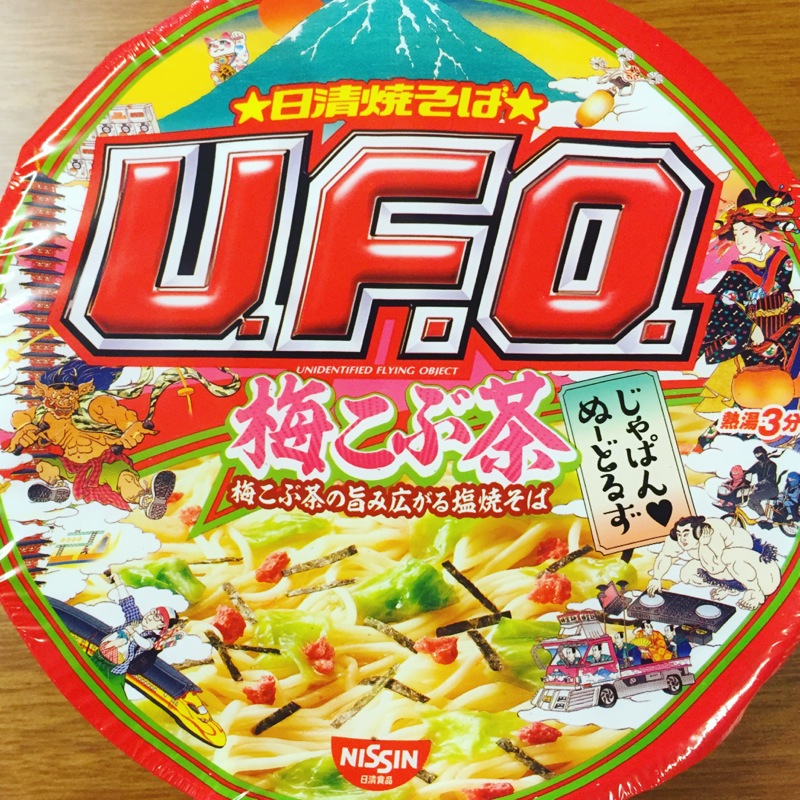 ★日清焼そば★
U.F.O.
UNIDENTIFIED FLYING OBJECT
梅こぶ茶
梅こぶ茶の旨み広がる塩焼そば
じゃぱん♥
ぬーどるず
熱湯3分
NISSIN
日清食品